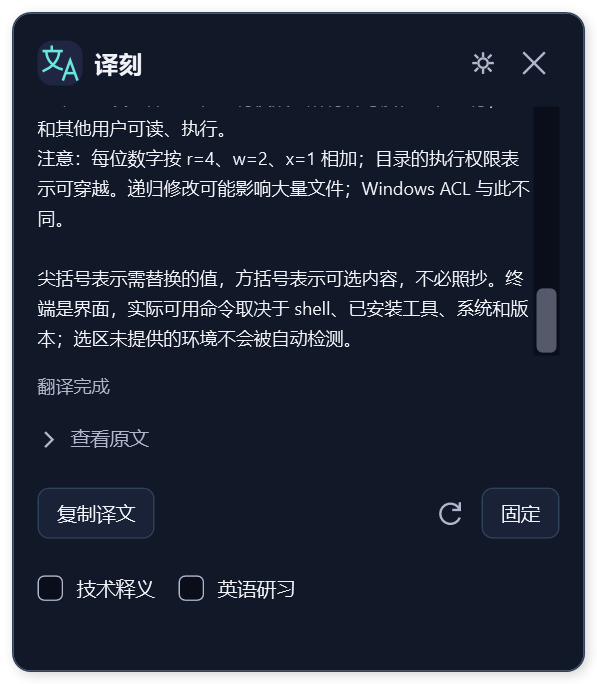 译刻
和其他用户可读、执行。
注意：每位数字按 r=4、w=2、x=1 相加；目录的执行权限表
示可穿越。递归修改可能影响大量文件；Windows ACL 与此不
同。
尖括号表示需替换的值，方括号表示可选内容，不必照抄。终
端是界面，实际可用命令取决于 shell、已安装工具、系统和版
本；选区未提供的环境不会被自动检测。
翻译完成
查看原文
复制译文
固定
技术释义
英语研习